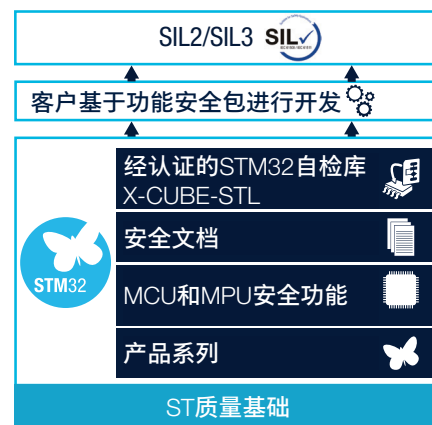 SIL2/SIL3 SIL
客户基于功能安全包进行开发
经认证的STM32自检库
X-CUBE-STL
安全文档
STM32
MCU和MPU安全功能
产品系列
ST质量基础